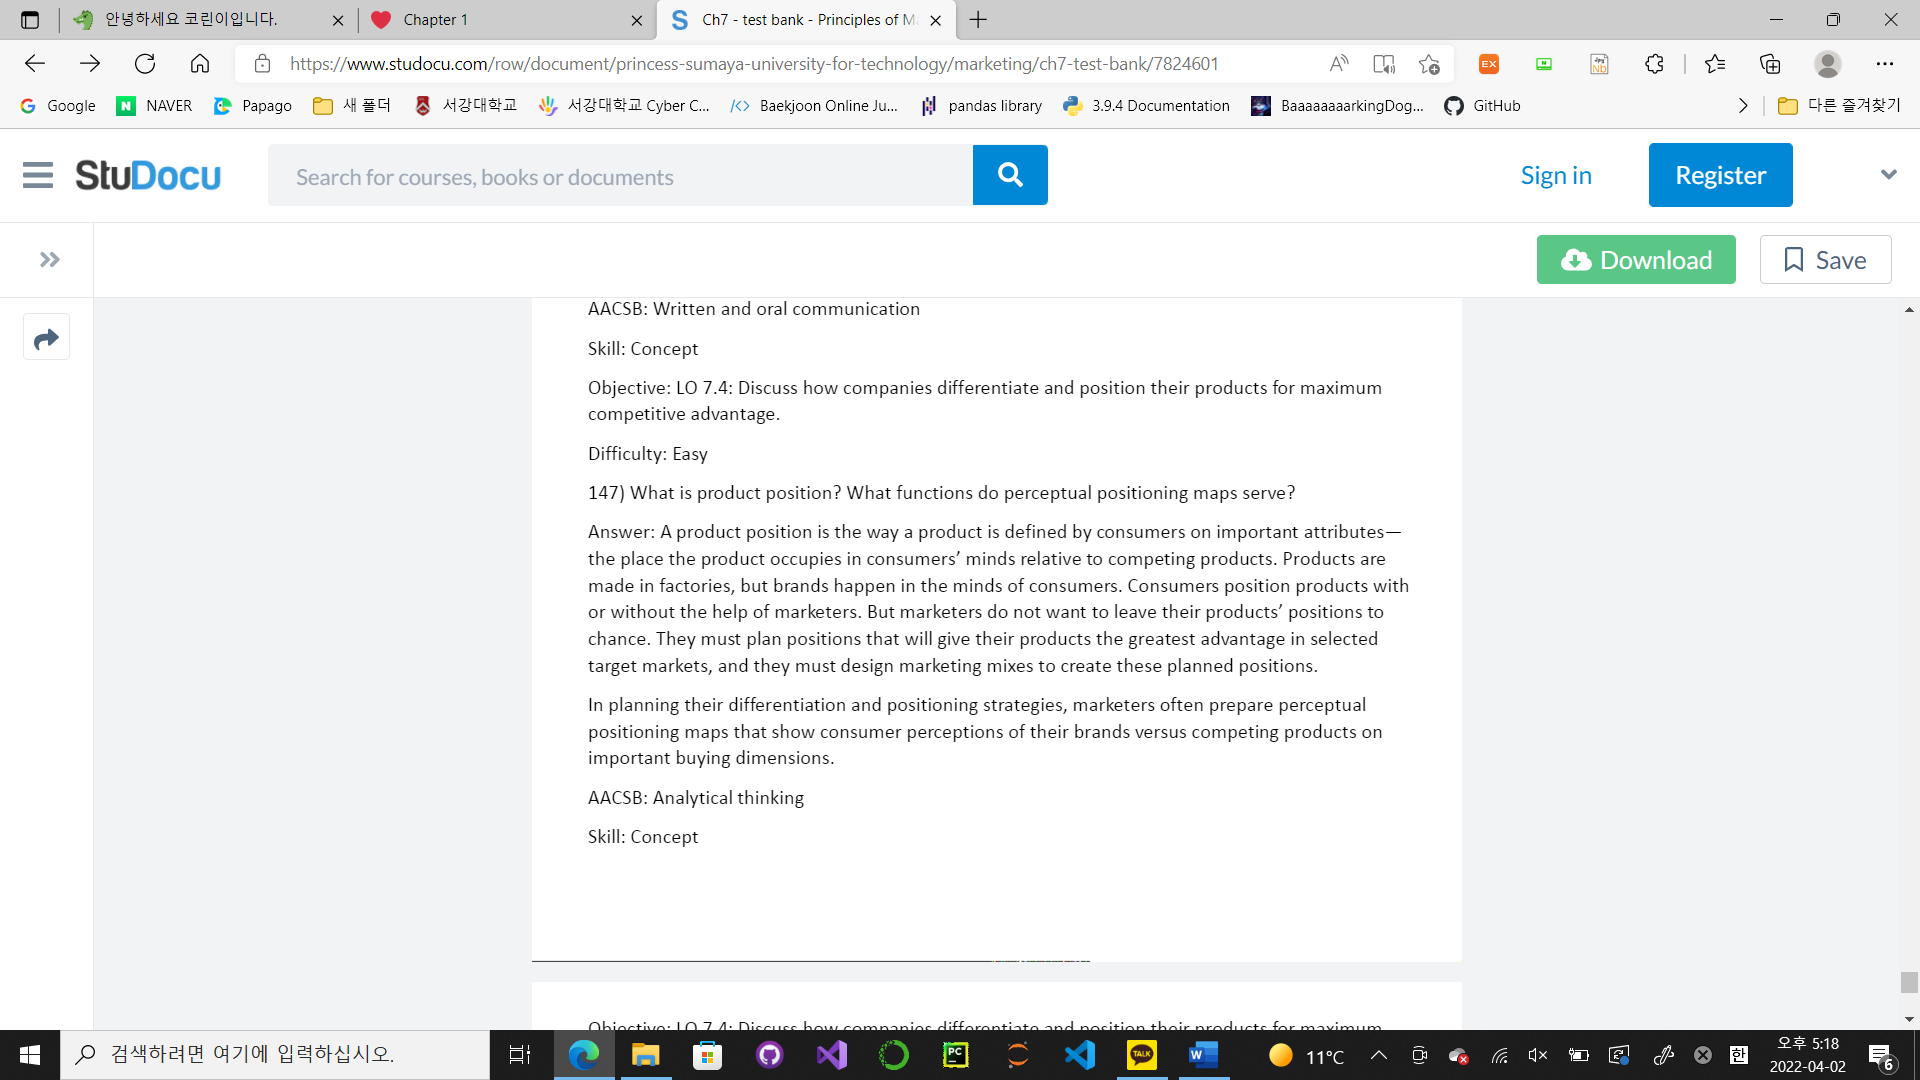 안녕하세요 코린이입니다.
Chapter 1
Ch7 - test bank - Principles of Ma
https://www.studocu.com/row/document/princess-sumaya-university-for-technology/marketing/ch7-test-bank/7824601
Google
NAVER
Papago
새 폴더
서강대학교
서강대학교 Cyber C...
Baekjoon Online Ju...
pandas library
3.9.4 Documentation
BaaaaaaaarkingDog...
GitHub
다른 즐겨찾기
StuDocu
Search for courses, books or documents
Sign in
Register
Download
Save
AACSB: Written and oral communication
Skill: Concept
Objective: LO 7.4: Discuss how companies differentiate and position their products for maximum
competitive advantage.
Difficulty: Easy
147) What is product position? What functions do perceptual positioning maps serve?
Answer: A product position is the way a product is defined by consumers on important attributes—
the place the product occupies in consumers’ minds relative to competing products. Products are
made in factories, but brands happen in the minds of consumers. Consumers position products with
or without the help of marketers. But marketers do not want to leave their products’ positions to
chance. They must plan positions that will give their products the greatest advantage in selected
target markets, and they must design marketing mixes to create these planned positions.
In planning their differentiation and positioning strategies, marketers often prepare perceptual
positioning maps that show consumer perceptions of their brands versus competing products on
important buying dimensions.
AACSB: Analytical thinking
Skill: Concept
Objective: LO 7.4: Discuss how companies differentiate and position their products for maximum
검색하려면 여기에 입력하십시오.
11°C
한
오후 5:18
2022-04-02
6